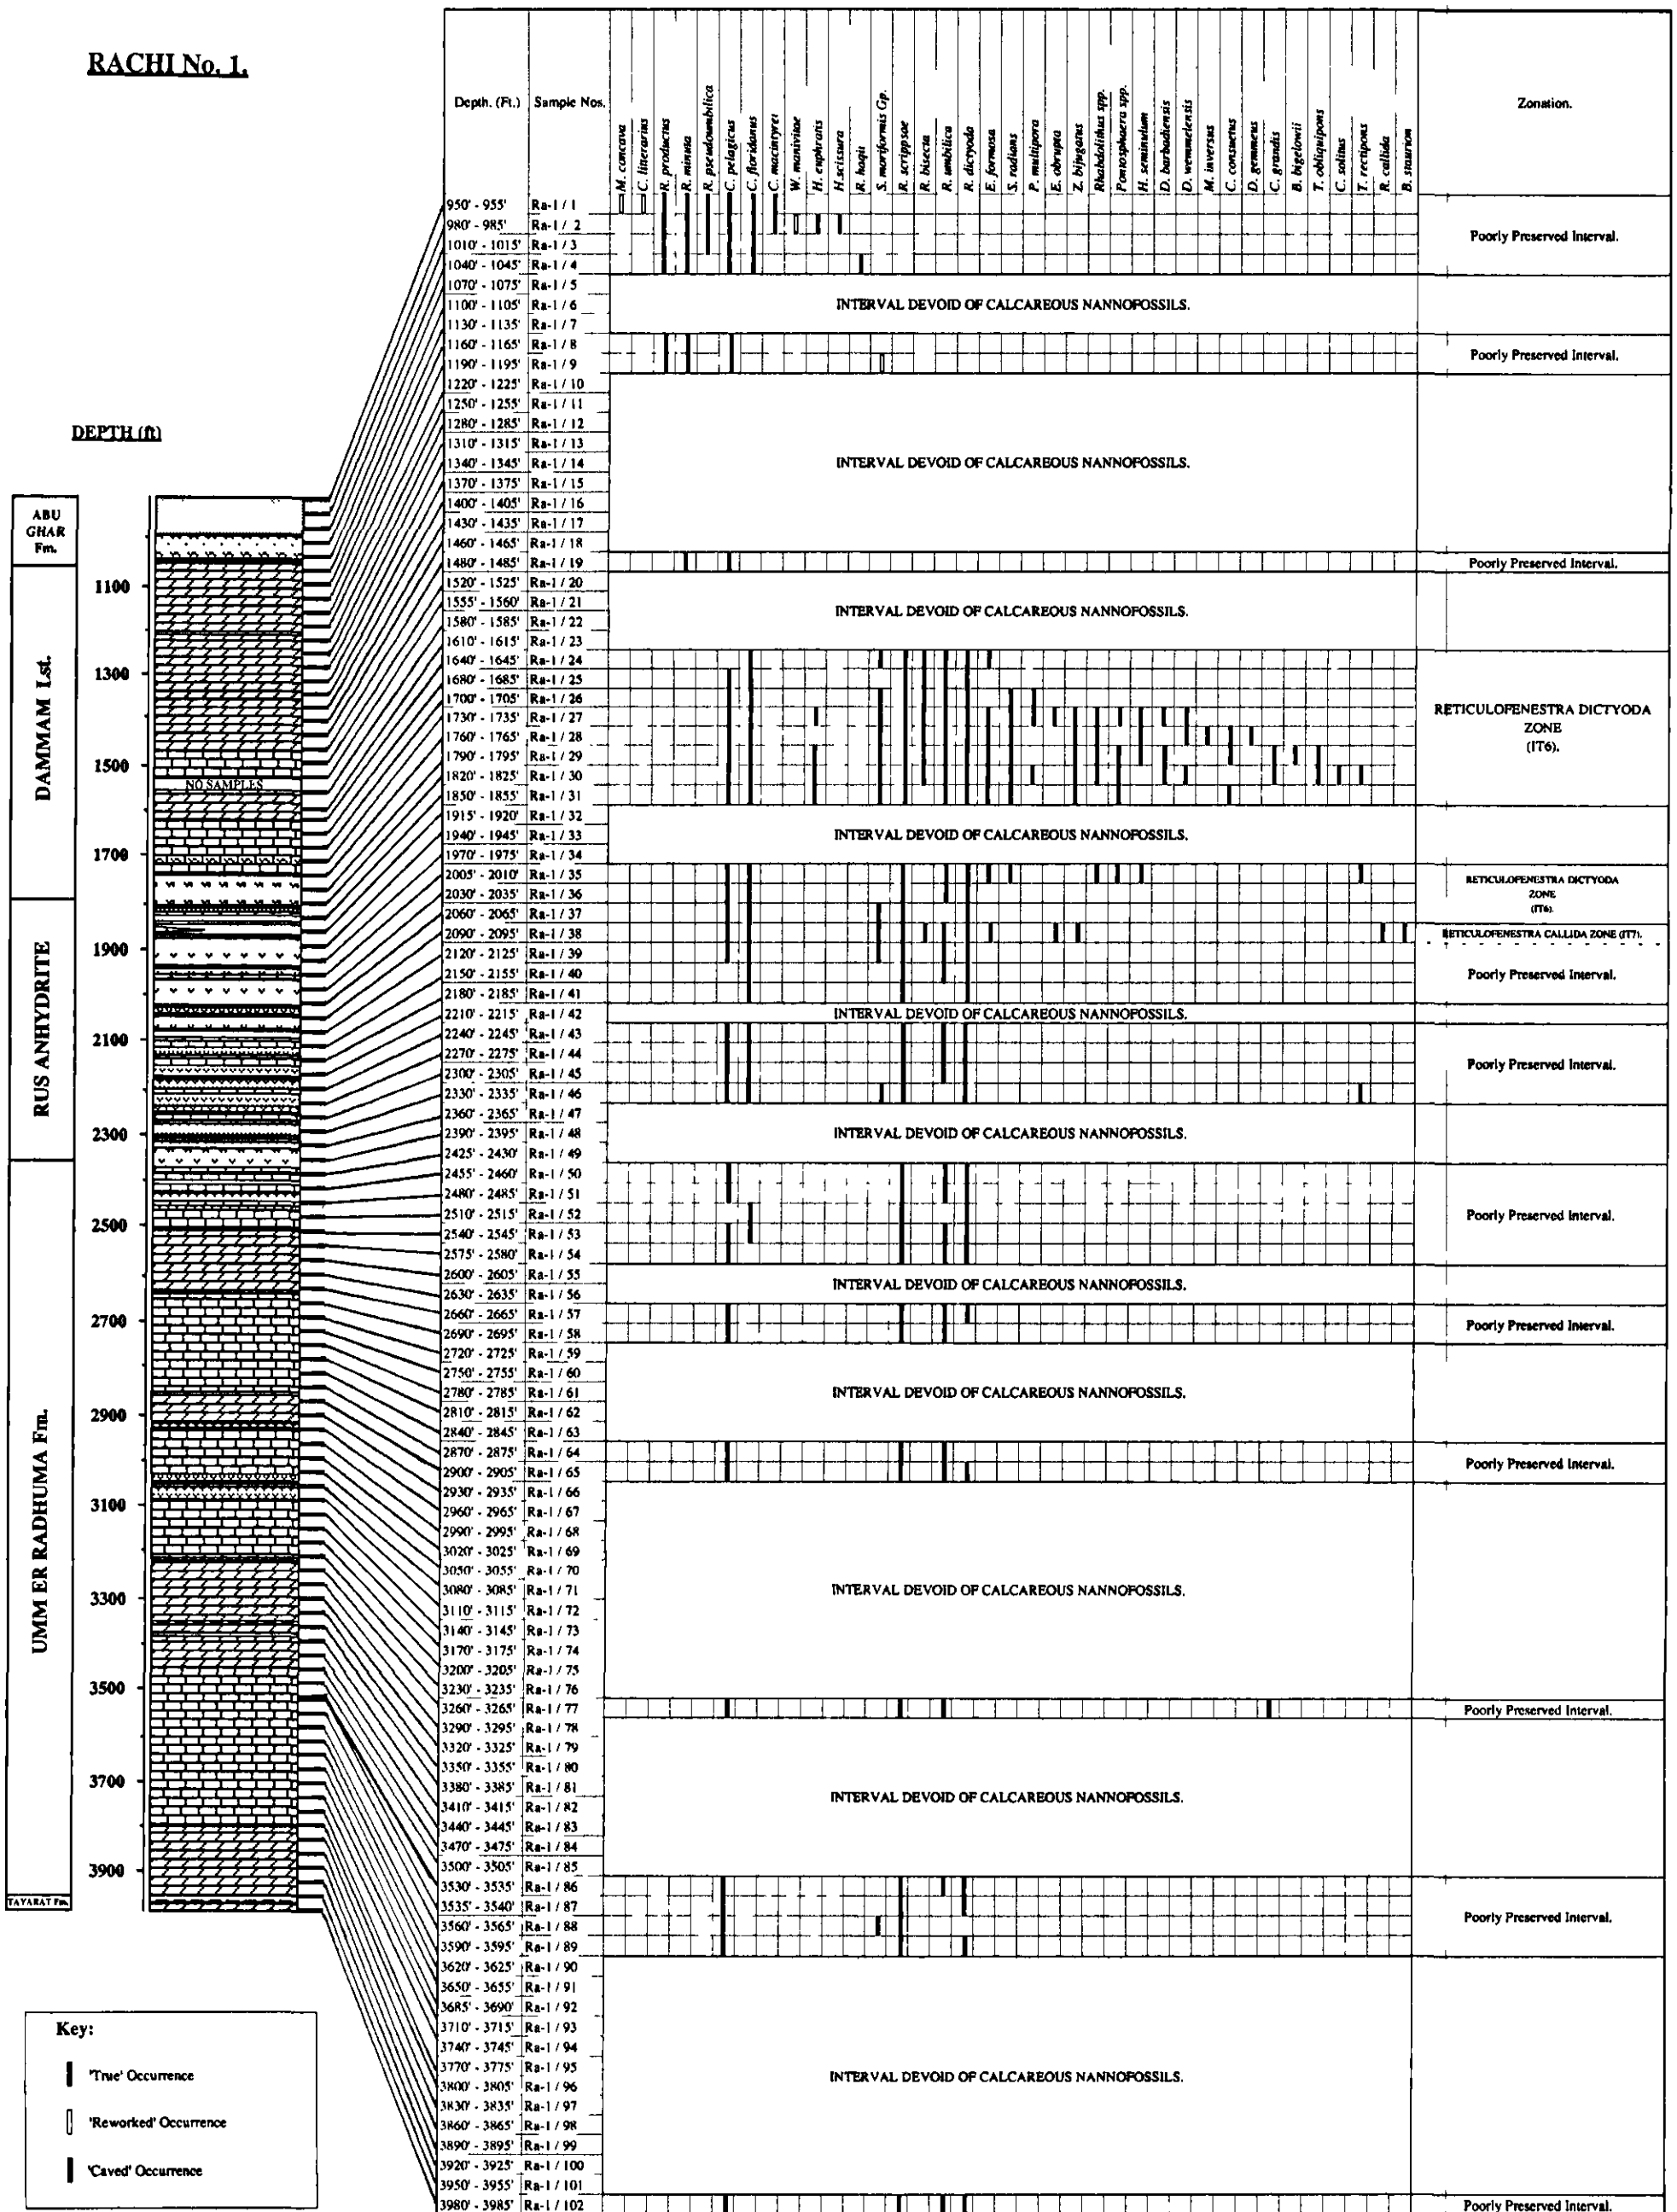 RACHI No. 1.
Depth. (Ft.) Sample Nos. M. concava C. literarius R. productus R. minuta R. pseudoumbilica C. pelagicus C. floridanus C. macintyrei W. manivitae H. euphratis H. scissura R. haqii S. moriformis Gp. R. scrippsae R. bisecta R. umbilica R. dictyoda E. formosa S. radians P. multipora E. obrupta Z. bijugatus Rhabdolithus spp. Pontosphaera spp. H. seminulum D. barbadiensis D. wemmelensis M. inversus C. consuetus D. gemmeus C. grandis B. bigelowii T. obliquipons C. solitus T. rectipons R. callida B. staurion Zonation.
950' - 955' Ra-1 / 1
980' - 985' Ra-1 / 2
Poorly Preserved Interval.
1010' - 1015' Ra-1 / 3
1040' - 1045' Ra-1 / 4
1070' - 1075' Ra-1 / 5
1100' - 1105' Ra-1 / 6
INTERVAL DEVOID OF CALCAREOUS NANNOFOSSILS.
1130' - 1135' Ra-1 / 7
1160' - 1165' Ra-1 / 8
Poorly Preserved Interval.
1190' - 1195' Ra-1 / 9
1220' - 1225' Ra-1 / 10
1250' - 1255' Ra-1 / 11
1280' - 1285' Ra-1 / 12
1310' - 1315' Ra-1 / 13
1340' - 1345' Ra-1 / 14
INTERVAL DEVOID OF CALCAREOUS NANNOFOSSILS.
1370' - 1375' Ra-1 / 15
1400' - 1405' Ra-1 / 16
1430' - 1435' Ra-1 / 17
1460' - 1465' Ra-1 / 18
1480' - 1485' Ra-1 / 19
Poorly Preserved Interval.
1520' - 1525' Ra-1 / 20
1555' - 1560' Ra-1 / 21
INTERVAL DEVOID OF CALCAREOUS NANNOFOSSILS.
1580' - 1585' Ra-1 / 22
1610' - 1615' Ra-1 / 23
1640' - 1645' Ra-1 / 24
1680' - 1685' Ra-1 / 25
1700' - 1705' Ra-1 / 26
1730' - 1735' Ra-1 / 27
RETICULOFENESTRA DICTYODA
ZONE
(IT6).
1760' - 1765' Ra-1 / 28
1790' - 1795' Ra-1 / 29
1820' - 1825' Ra-1 / 30
1850' - 1855' Ra-1 / 31
1915' - 1920' Ra-1 / 32
1940' - 1945' Ra-1 / 33
INTERVAL DEVOID OF CALCAREOUS NANNOFOSSILS.
1970' - 1975' Ra-1 / 34
2005' - 2010' Ra-1 / 35
RETICULOFENESTRA DICTYODA
ZONE
(IT6).
2030' - 2035' Ra-1 / 36
2060' - 2065' Ra-1 / 37
2090' - 2095' Ra-1 / 38
RETICULOFENESTRA CALLIDA ZONE (IT7).
2120' - 2125' Ra-1 / 39
2150' - 2155' Ra-1 / 40
Poorly Preserved Interval.
2180' - 2185' Ra-1 / 41
2210' - 2215' Ra-1 / 42
INTERVAL DEVOID OF CALCAREOUS NANNOFOSSILS.
2240' - 2245' Ra-1 / 43
2270' - 2275' Ra-1 / 44
2300' - 2305' Ra-1 / 45
Poorly Preserved Interval.
2330' - 2335' Ra-1 / 46
2360' - 2365' Ra-1 / 47
2390' - 2395' Ra-1 / 48
INTERVAL DEVOID OF CALCAREOUS NANNOFOSSILS.
2425' - 2430' Ra-1 / 49
2455' - 2460' Ra-1 / 50
2480' - 2485' Ra-1 / 51
2510' - 2515' Ra-1 / 52
Poorly Preserved Interval.
2540' - 2545' Ra-1 / 53
2575' - 2580' Ra-1 / 54
2600' - 2605' Ra-1 / 55
INTERVAL DEVOID OF CALCAREOUS NANNOFOSSILS.
2630' - 2635' Ra-1 / 56
2660' - 2665' Ra-1 / 57
Poorly Preserved Interval.
2690' - 2695' Ra-1 / 58
2720' - 2725' Ra-1 / 59
2750' - 2755' Ra-1 / 60
2780' - 2785' Ra-1 / 61
INTERVAL DEVOID OF CALCAREOUS NANNOFOSSILS.
2810' - 2815' Ra-1 / 62
2840' - 2845' Ra-1 / 63
2870' - 2875' Ra-1 / 64
Poorly Preserved Interval.
2900' - 2905' Ra-1 / 65
2930' - 2935' Ra-1 / 66
2960' - 2965' Ra-1 / 67
2990' - 2995' Ra-1 / 68
3020' - 3025' Ra-1 / 69
3050' - 3055' Ra-1 / 70
3080' - 3085' Ra-1 / 71
INTERVAL DEVOID OF CALCAREOUS NANNOFOSSILS.
3110' - 3115' Ra-1 / 72
3140' - 3145' Ra-1 / 73
3170' - 3175' Ra-1 / 74
3200' - 3205' Ra-1 / 75
3230' - 3235' Ra-1 / 76
3260' - 3265' Ra-1 / 77
Poorly Preserved Interval.
3290' - 3295' Ra-1 / 78
3320' - 3325' Ra-1 / 79
3350' - 3355' Ra-1 / 80
3380' - 3385' Ra-1 / 81
INTERVAL DEVOID OF CALCAREOUS NANNOFOSSILS.
3410' - 3415' Ra-1 / 82
3440' - 3445' Ra-1 / 83
3470' - 3475' Ra-1 / 84
3500' - 3505' Ra-1 / 85
3530' - 3535' Ra-1 / 86
3535' - 3540' Ra-1 / 87
3560' - 3565' Ra-1 / 88
Poorly Preserved Interval.
3590' - 3595' Ra-1 / 89
3620' - 3625' Ra-1 / 90
3650' - 3655' Ra-1 / 91
3685' - 3690' Ra-1 / 92
3710' - 3715' Ra-1 / 93
3740' - 3745' Ra-1 / 94
3770' - 3775' Ra-1 / 95
INTERVAL DEVOID OF CALCAREOUS NANNOFOSSILS.
3800' - 3805' Ra-1 / 96
3830' - 3835' Ra-1 / 97
3860' - 3865' Ra-1 / 98
3890' - 3895' Ra-1 / 99
3920' - 3925' Ra-1 / 100
3950' - 3955' Ra-1 / 101
3980' - 3985' Ra-1 / 102
Poorly Preserved Interval.
DEPTH (ft)
ABU
GHAR
Fm.
DAMMAM Lst.
RUS ANHYDRITE
UMM ER RADHUMA Fm.
TAYARAT Fm.
1100
1300
1500
NO SAMPLES
1700
1900
2100
2300
2500
2700
2900
3100
3300
3500
3700
3900
Key:
'True' Occurrence
'Reworked' Occurrence
'Caved' Occurrence